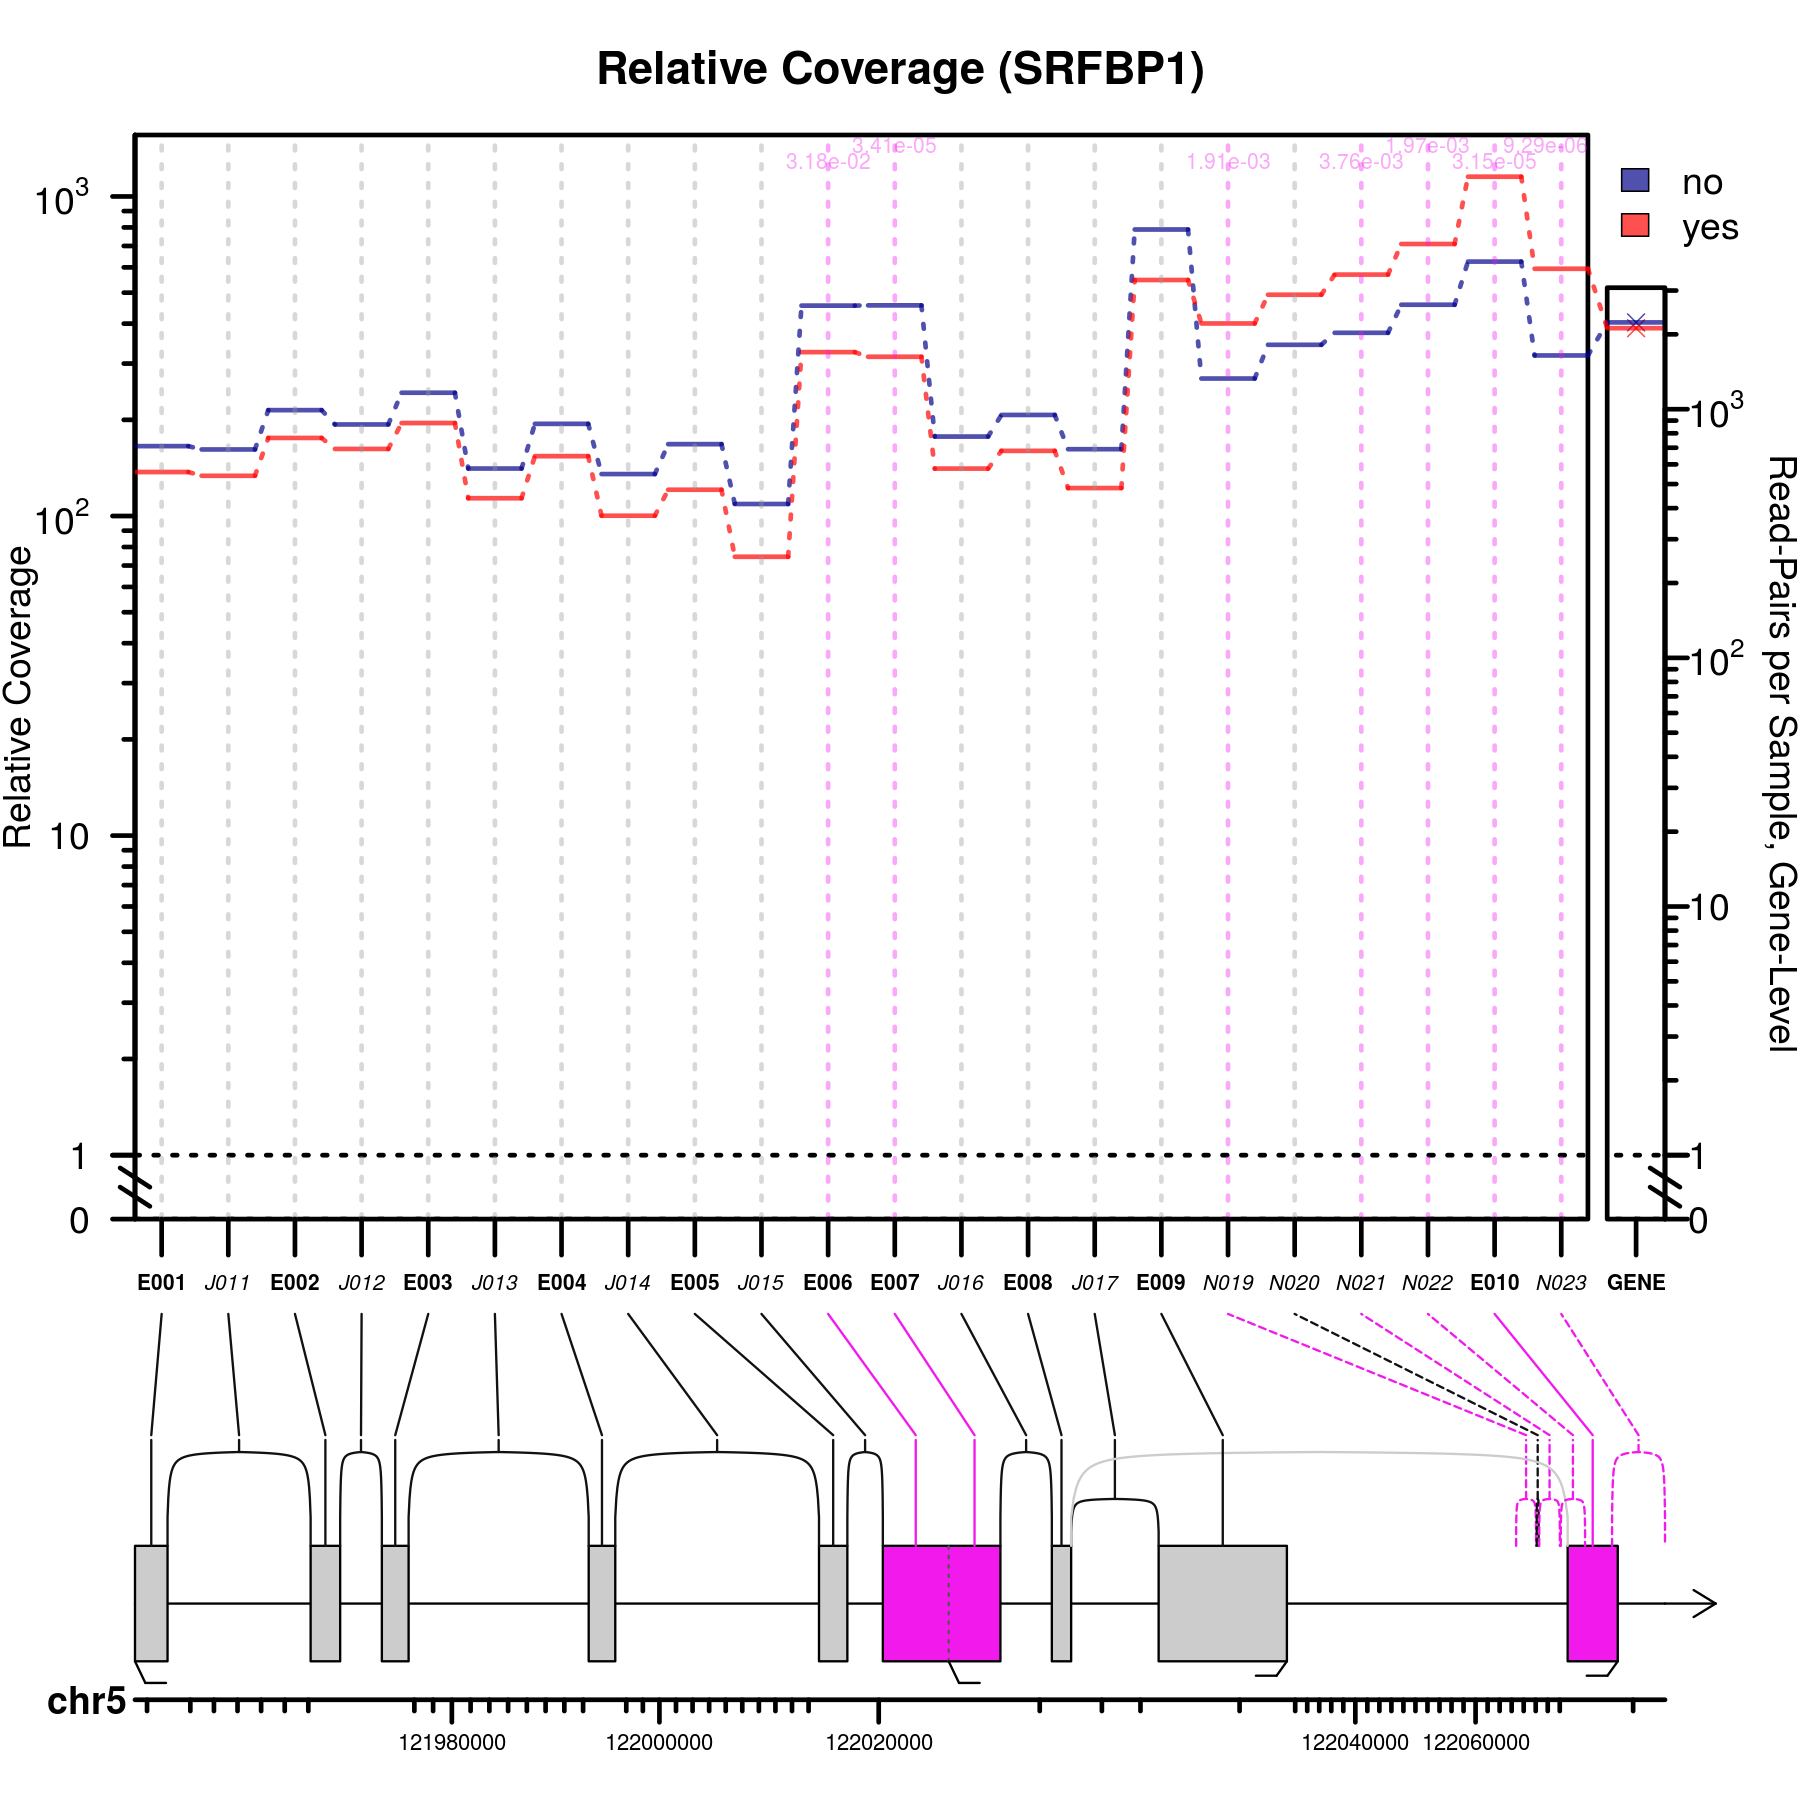 Relative Coverage (SRFBP1)
3.41e-05 1.97e-03 9.29e-06
3.18e-02 1.91e-03 3.76e-03 3.15e-05
no
yes
Relative Coverage
10³
10²
10
1
0
10³
10²
10
1
0
Read-Pairs per Sample, Gene-Level
E001 J011 E002 J012 E003 J013 E004 J014 E005 J015 E006 E007 J016 E008 J017 E009 N019 N020 N021 N022 E010 N023 GENE
chr5
121980000 122000000 122020000 122040000 122060000